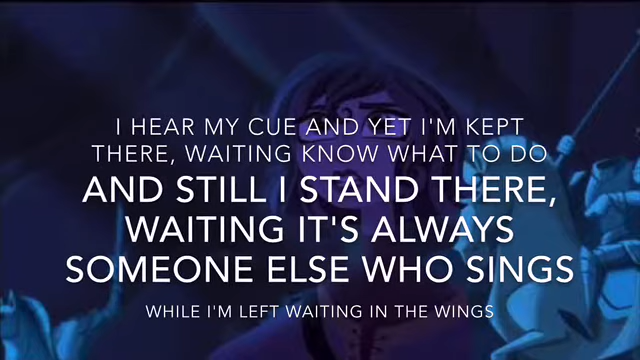 I HEAR MY CUE AND YET I'M KEPT
THERE, WAITING KNOW WHAT TO DO
AND STILL I STAND THERE,
WAITING IT'S ALWAYS
SOMEONE ELSE WHO SINGS
WHILE I'M LEFT WAITING IN THE WINGS